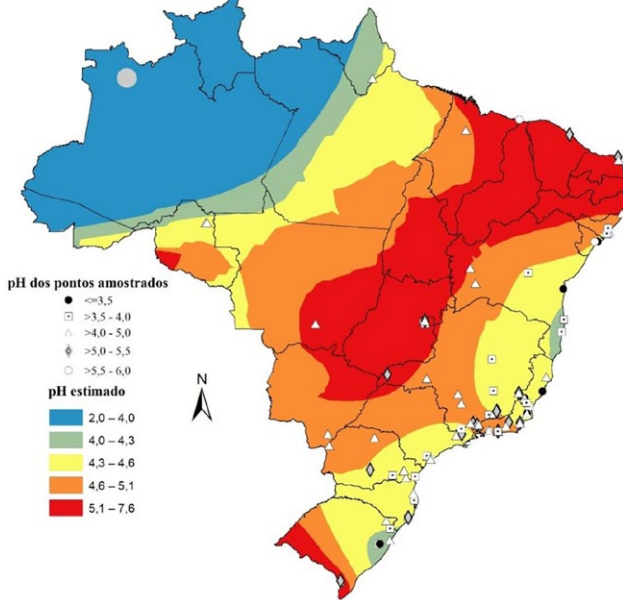 pH dos pontos amostrados
<=3,5
>3,5 - 4,0
>4,0 - 5,0
>5,0 - 5,5
>5,5 - 6,0
N
pH estimado
2,0 – 4,0
4,0 – 4,3
4,3 – 4,6
4,6 – 5,1
5,1 – 7,6